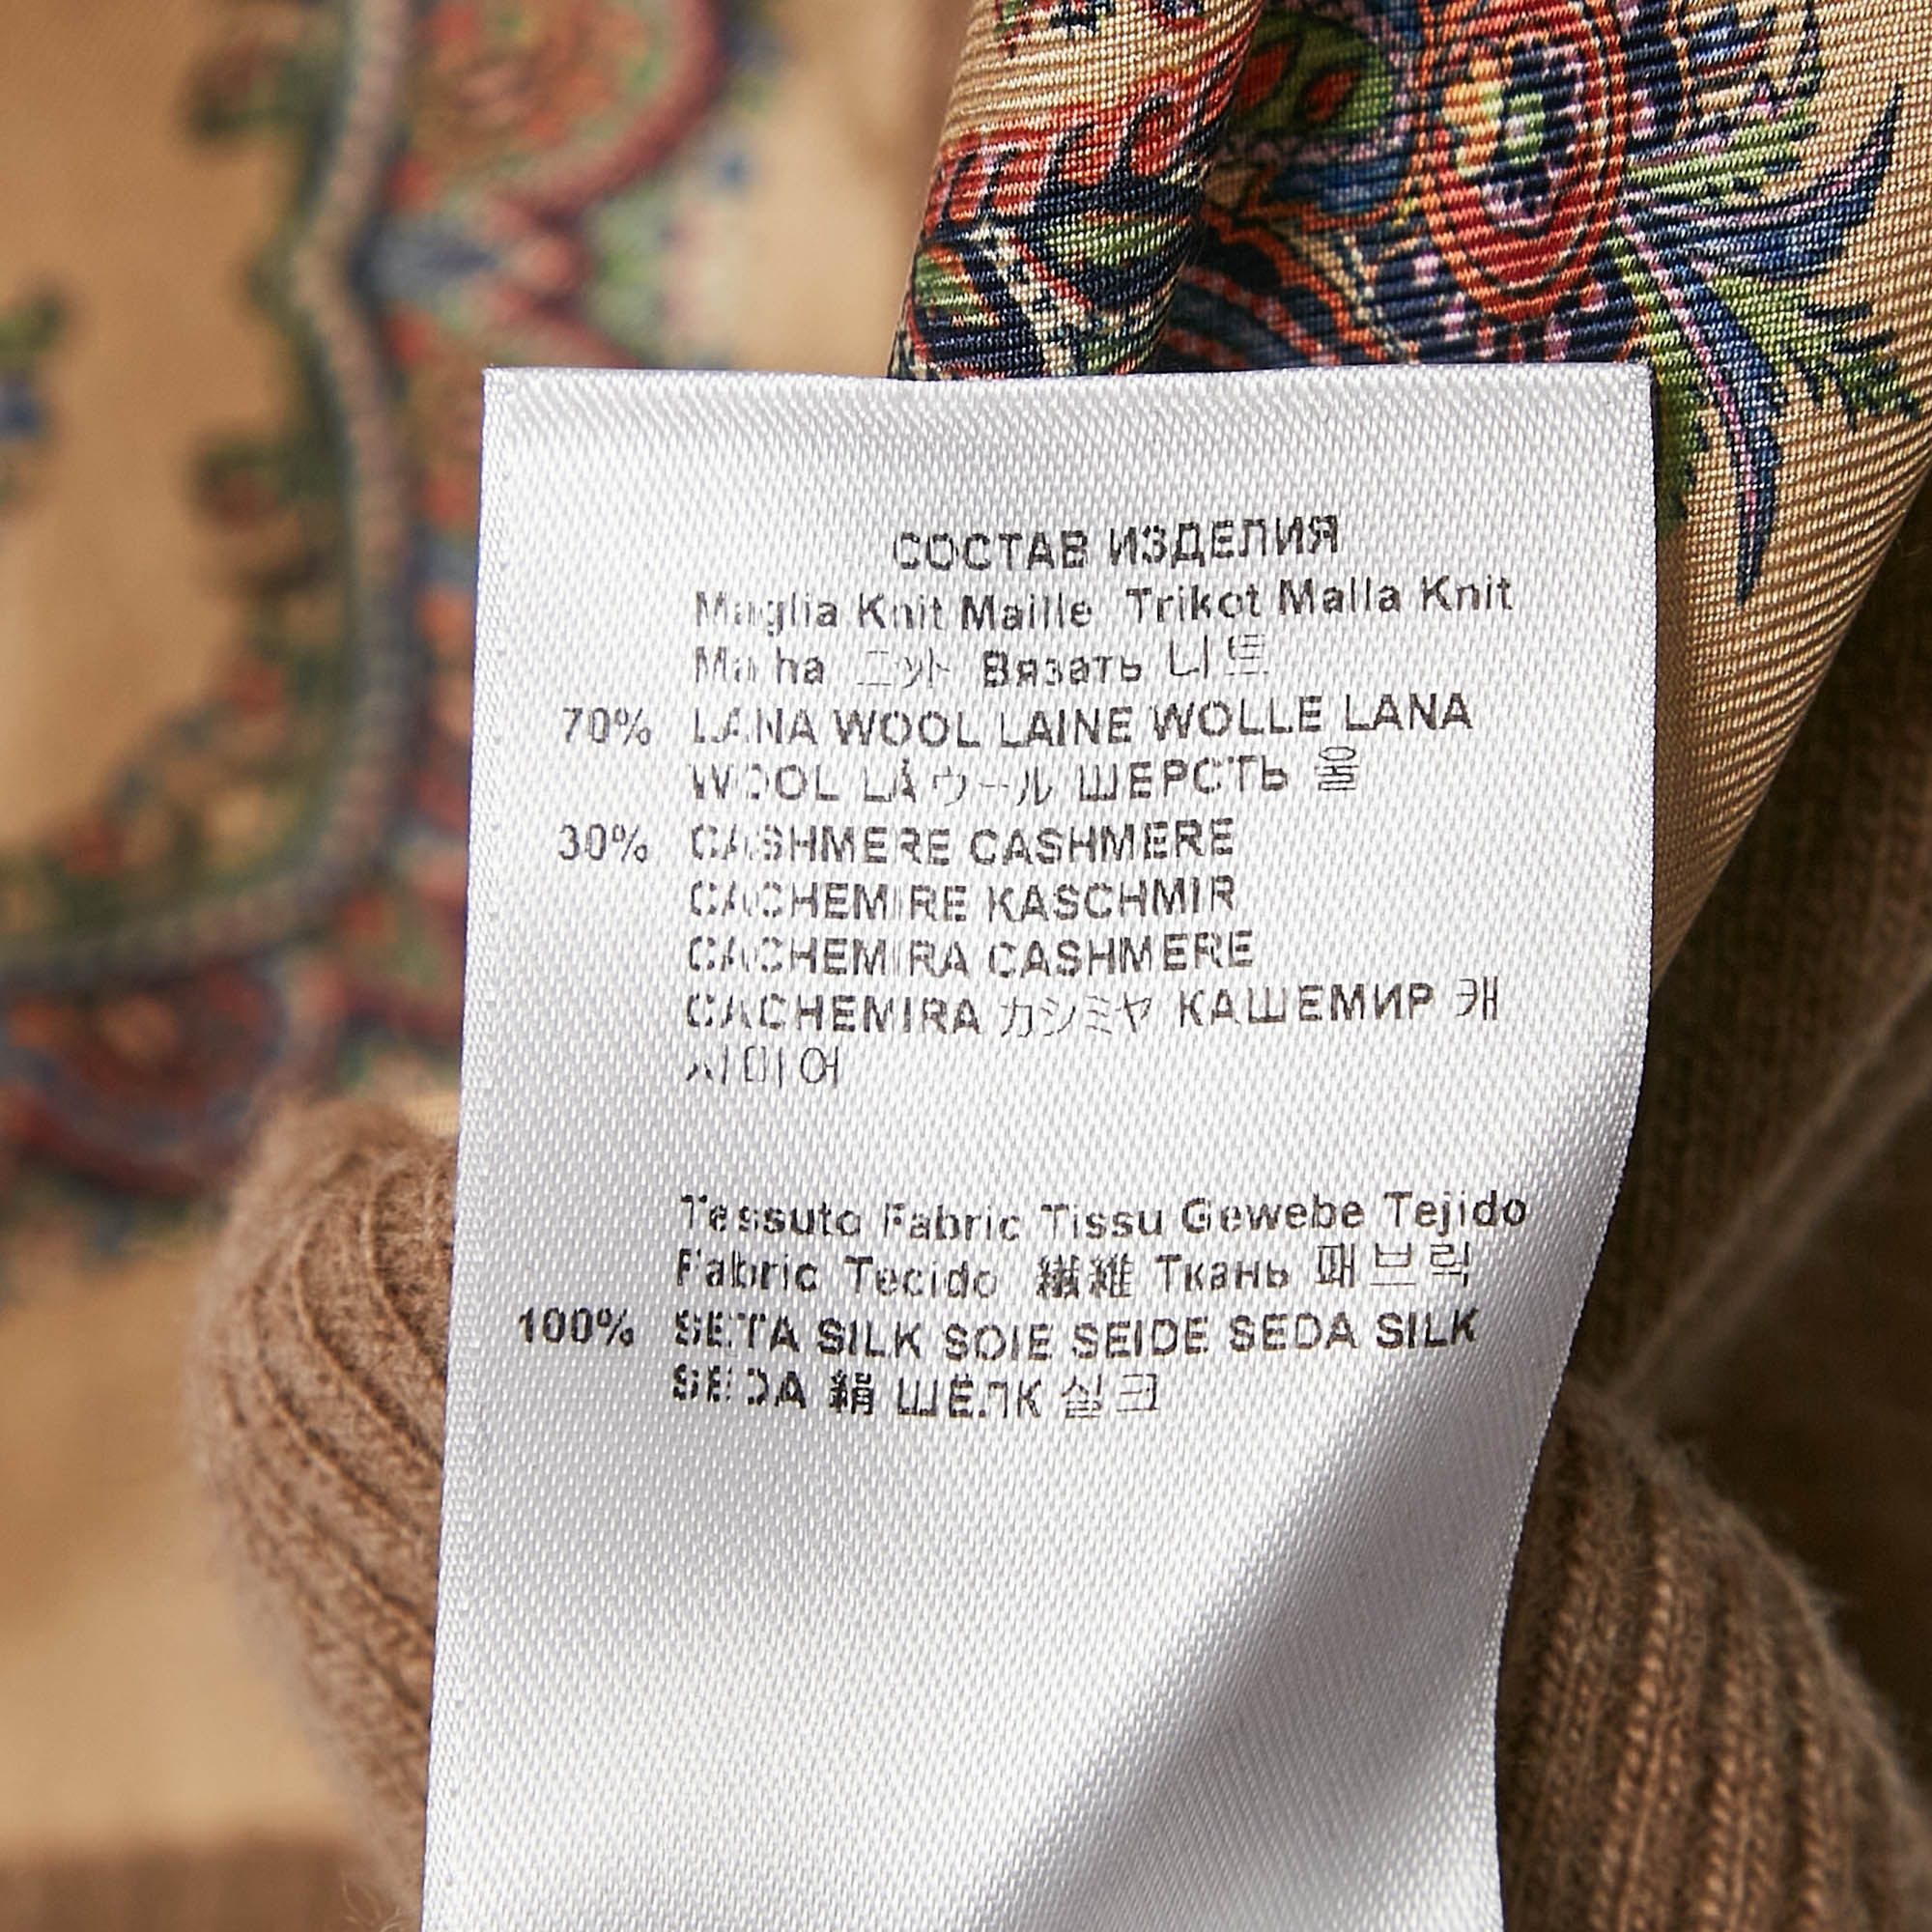 СОСТАВ ИЗДЕЛИЯ
Maglia Knit Maille Trikot Malla Knit
Malha ニット Вязать 니트
70% LANA WOOL LAINE WOLLE LANA
WOOL LÀ ウール ШЕРСТЬ 울
30% CASHMERE CASHMERE
CACHEMIRE KASCHMIR
CACHEMIRA CASHMERE
CACHEMIRA カシミヤ КАШЕМИР 캐
시미어
Tessuto Fabric Tissu Gewebe Tejido
Fabric Tecido 繊維 Ткань 패브릭
100% SETA SILK SOIE SEIDE SEDA SILK
SEDA 絹 ШЁЛК 실크